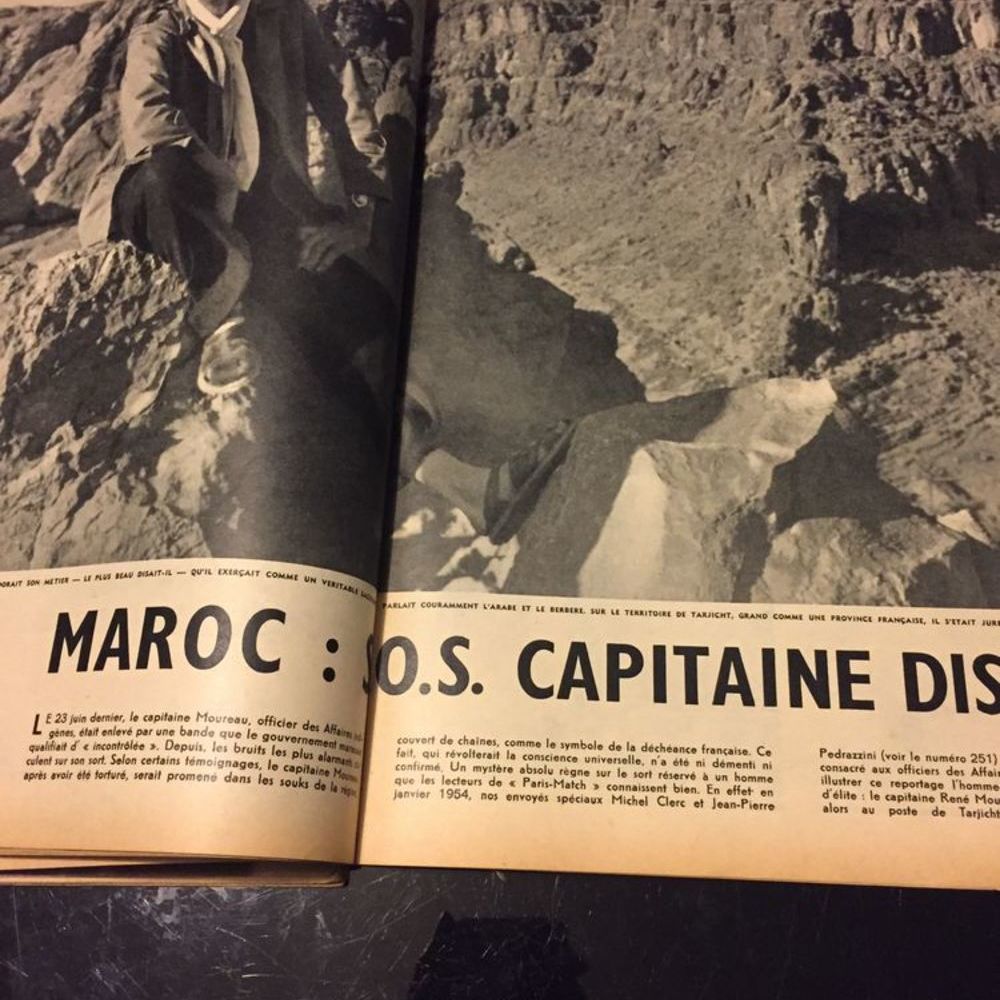 ORAIT SON METIER — LE PLUS BEAU DISAIT-IL — QU'IL EXERÇAIT COMME UN VERITABLE
PARLAIT COURAMMENT L'ARABE ET LE BERBERE. SUR LE TERRITOIRE DE TARJICHT, GRAND COMME UNE PROVINCE FRANÇAISE, IL S'ETAIT JURE
MAROC : S.O.S. CAPITAINE DIS
LE 23 juin dernier, le capitaine Moureau, officier des Affaires
gènes, était enlevé par une bande que le gouvernement
qualifiait d' « incontrôlée ». Depuis, les bruits les plus alarmants
culent sur son sort. Selon certains témoignages, le capitaine
après avoir été torturé, serait promené dans les souks de la
couvert de chaînes, comme le symbole de la déchéance française. Ce
fait, qui révolterait la conscience universelle, n'a été ni démenti ni
confirmé. Un mystère absolu règne sur le sort réservé à un homme
que les lecteurs de « Paris-Match » connaissent bien. En effet en
janvier 1954, nos envoyés spéciaux Michel Clerc et Jean-Pierre
Pedrazzini (voir le numéro 251)
consacré aux officiers des Affai
illustrer ce reportage l'homme
d'élite : le capitaine René Mou
alors au poste de Tarjicht